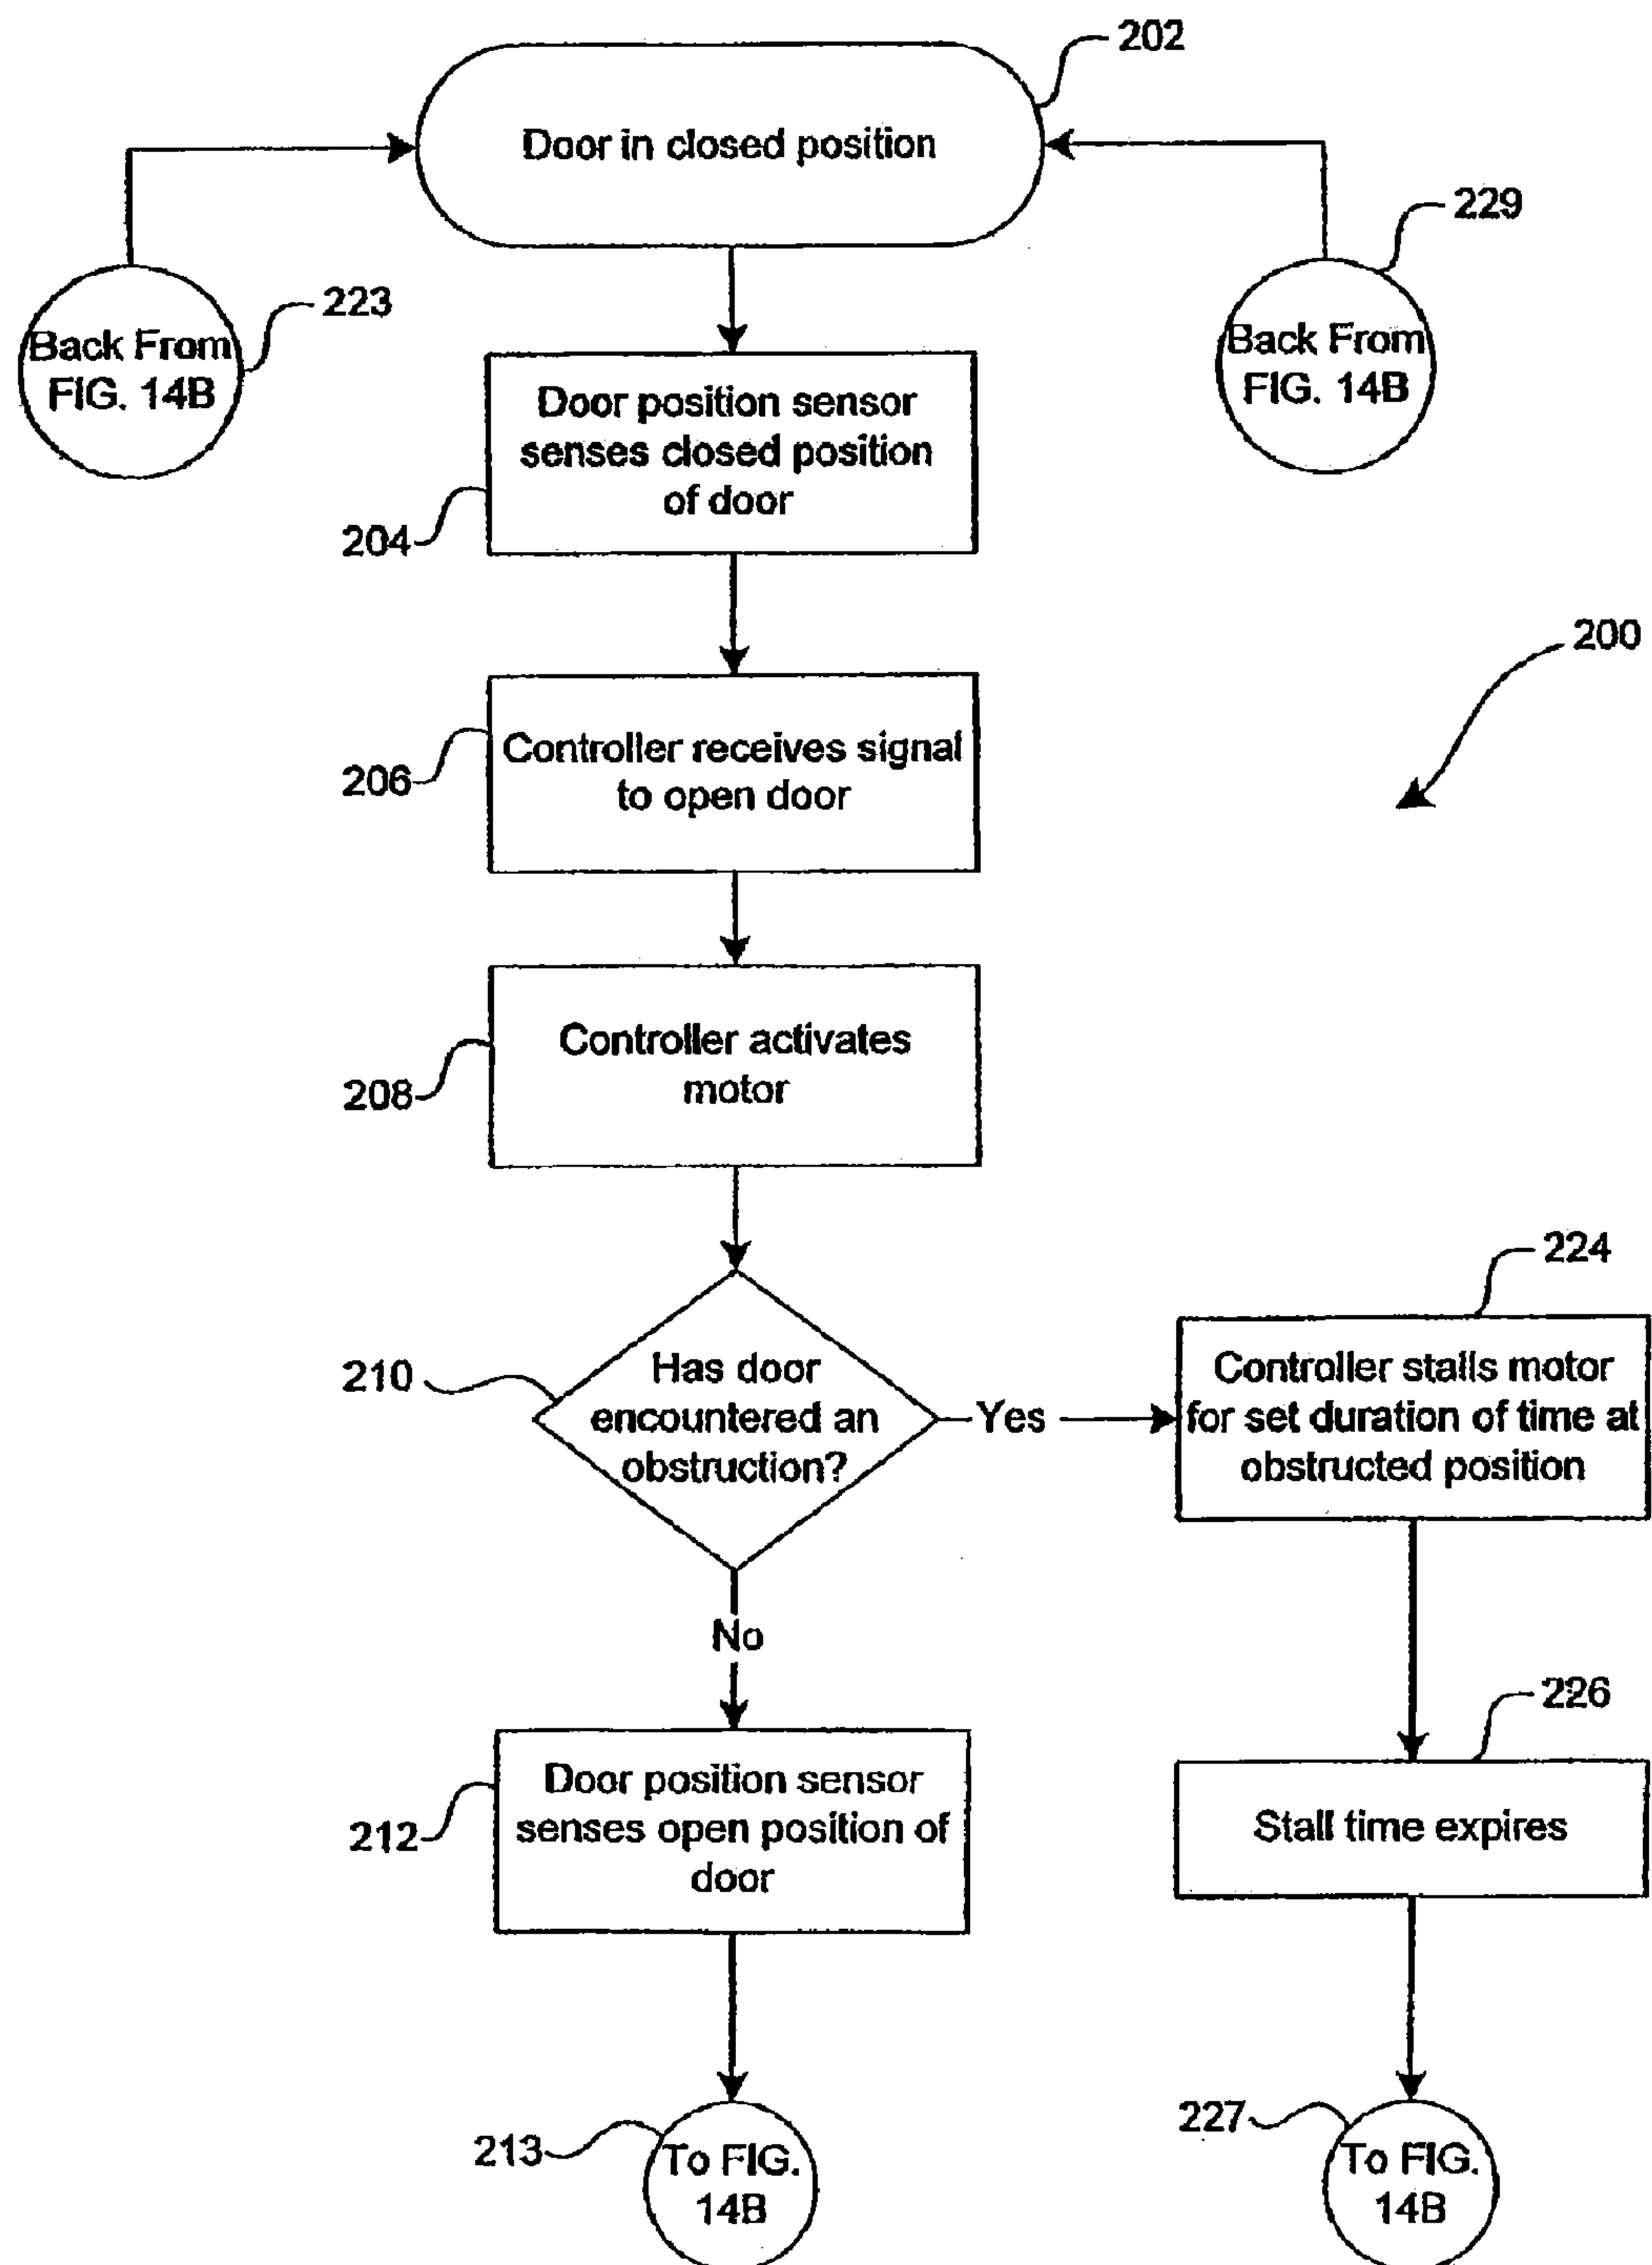 202
Door in closed position
229
223
Back From
FIG. 14B
Back From
FIG. 14B
Door position sensor
senses closed position
of door
204
200
Controller receives signal
to open door
206
Controller activates
motor
208
224
210
Has door
encountered an
obstruction?
Yes
Controller stalls motor
for set duration of time at
obstructed position
No
226
Door position sensor
senses open position of
door
212
Stall time expires
213
To FIG.
14B
227
To FIG.
14B